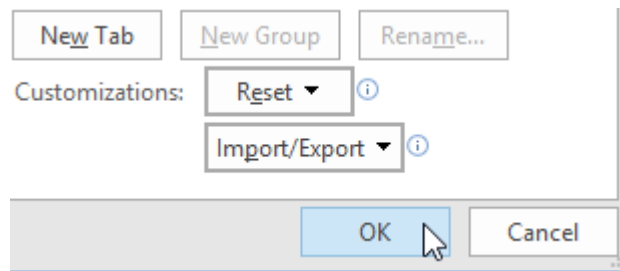 New Tab New Group Rename...
Customizations: Reset
Import/Export
OK Cancel